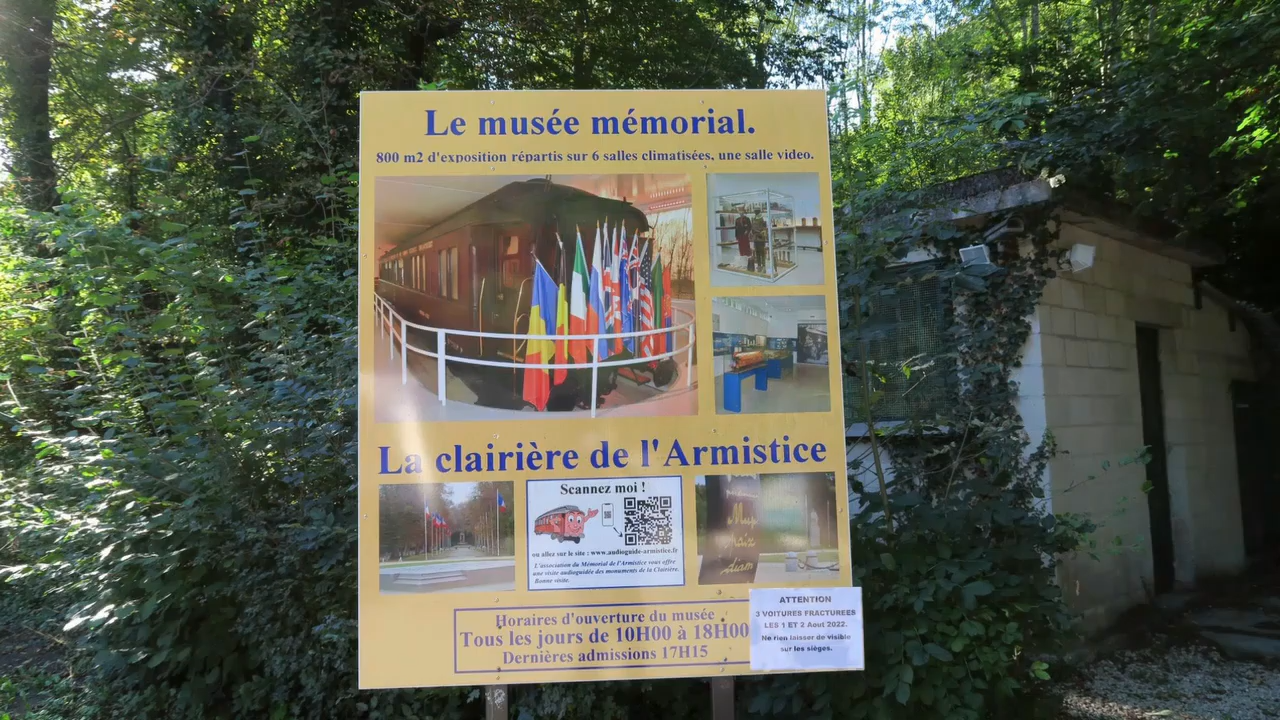 Le musée mémorial.
800 m2 d'exposition répartis sur 6 salles climatisées, une salle video.
La clairière de l'Armistice
Scannez moi !
ou allez sur le site : www.audioguide-armistice.fr
L'association du Mémorial de l'Armistice vous offre
une visite audioguidée des monuments de la Clairière.
Bonne visite.
Horaires d'ouverture du musée
Tous les jours de 10H00 à 18H00
Dernières admissions 17H15
ATTENTION
3 VOITURES FRACTUREES
LES 1 ET 2 Aout 2022.
Ne rien laisser de visible
sur les sièges.